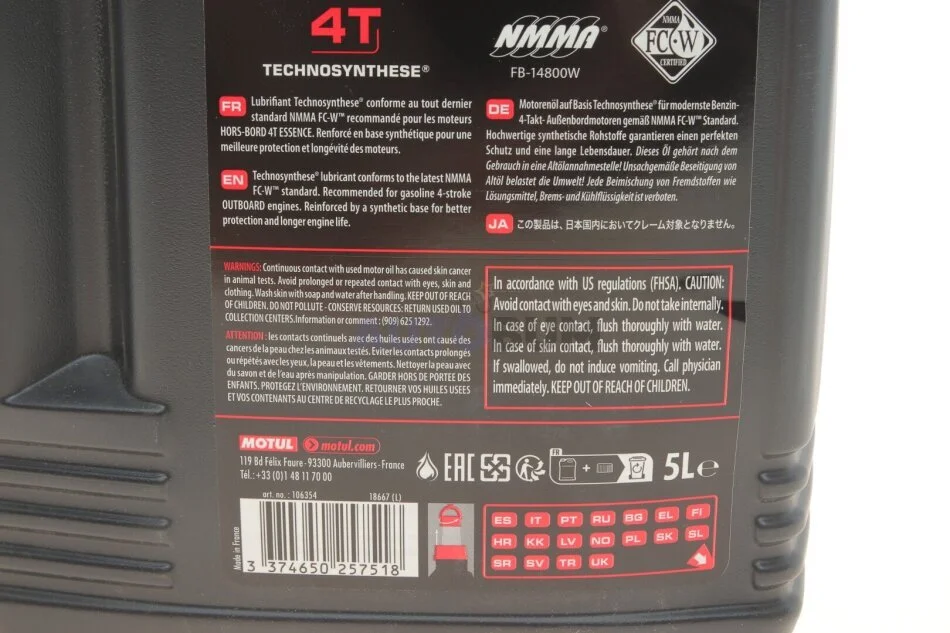 4T
TECHNOSYNTHESE®
NMMA®
FB-14800W
NMMA
FC-W
CERTIFIED
FR Lubrifiant Technosynthese® conforme au tout dernier
standard NMMA FC-W™ recommandé pour les moteurs
HORS-BORD 4T ESSENCE. Renforcé en base synthétique pour une
meilleure protection et longévité des moteurs.
EN Technosynthese® lubricant conforms to the latest NMMA
FC-W™ standard. Recommended for gasoline 4-stroke
OUTBOARD engines. Reinforced by a synthetic base for better
protection and longer engine life.
DE Motorenöl auf Basis Technosynthese® für modernste Benzin-
4-Takt- Außenbordmotoren gemäß NMMA FC-W™ Standard.
Hochwertige synthetische Rohstoffe garantieren einen perfekten
Schutz und eine lange Lebensdauer. Dieses Öl gehört nach dem
Gebrauch in eine Altölannahmestelle! Unsachgemäße Beseitigung von
Altöl belastet die Umwelt! Jede Beimischung von Fremdstoffen wie
Lösungsmittel, Brems- und Kühlflüssigkeit ist verboten.
JA この製品は、日本国内においてクレーム対象となりません。
WARNINGS: Continuous contact with used motor oil has caused skin cancer
in animal tests. Avoid prolonged or repeated contact with eyes, skin and
clothing. Wash skin with soap and water after handling. KEEP OUT OF REACH
OF CHILDREN. DO NOT POLLUTE - CONSERVE RESOURCES: RETURN USED OIL TO
COLLECTION CENTERS.Information or comment : (909) 625 1292.
ATTENTION : les contacts continuels avec les huiles usées ont causé des
cancers de la peau chez les animaux testés. Eviter les contacts prolongés
ou répétés avec les yeux, la peau et les vêtements. Nettoyer la peau avec
du savon et de l'eau après manipulation. GARDER HORS DE PORTEE DES
ENFANTS. PROTEGEZ L'ENVIRONNEMENT. RETOURNER VOS HUILES USEES
ET VOS CONTENANTS AU CENTRE DE RECYCLAGE LE PLUS PROCHE.
In accordance with US regulations (FHSA). CAUTION:
Avoid contact with eyes and skin. Do not take internally.
In case of eye contact, flush thoroughly with water.
In case of skin contact, flush thoroughly with water.
If swallowed, do not induce vomiting. Call physician
immediately. KEEP OUT OF REACH OF CHILDREN.
MOTUL motul.com
119 Bd Félix Faure - 93300 Aubervilliers - France
Tél.: +33 (0)1 48 11 70 00
EAC
FR
+
5L℮
art. no. : 106354 18667 (L)
Made in France
3 374650 257518
ES IT PT RU BG EL FI
HR KK LV NO PL SK SL
SR SV TR UK